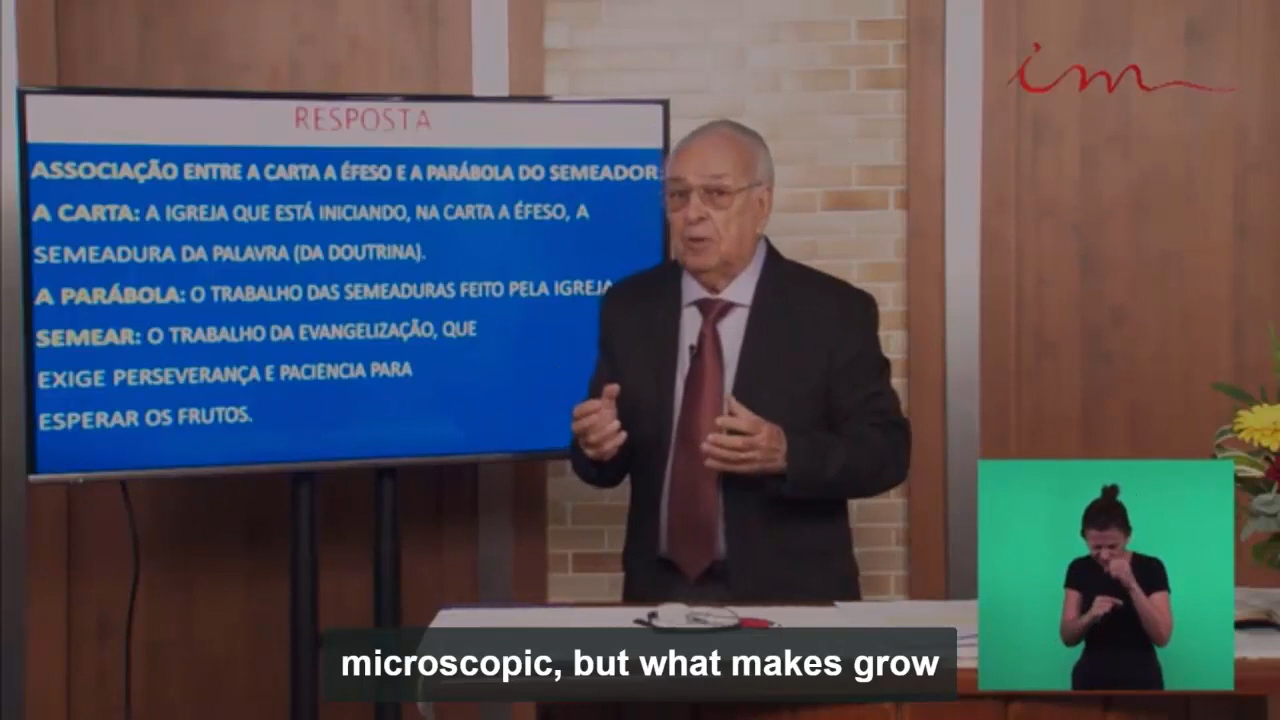 im
RESPOSTA
ASSOCIAÇÃO ENTRE A CARTA A ÉFESO E A PARÁBOLA DO SEMEADOR:
A CARTA: A IGREJA QUE ESTÁ INICIANDO, NA CARTA A ÉFESO, A
SEMEADURA DA PALAVRA (DA DOUTRINA).
A PARÁBOLA: O TRABALHO DAS SEMEADURAS FEITO PELA IGREJA
SEMEAR: O TRABALHO DA EVANGELIZAÇÃO, QUE
EXIGE PERSEVERANÇA E PACIENCIA PARA
ESPERAR OS FRUTOS.
microscopic, but what makes grow